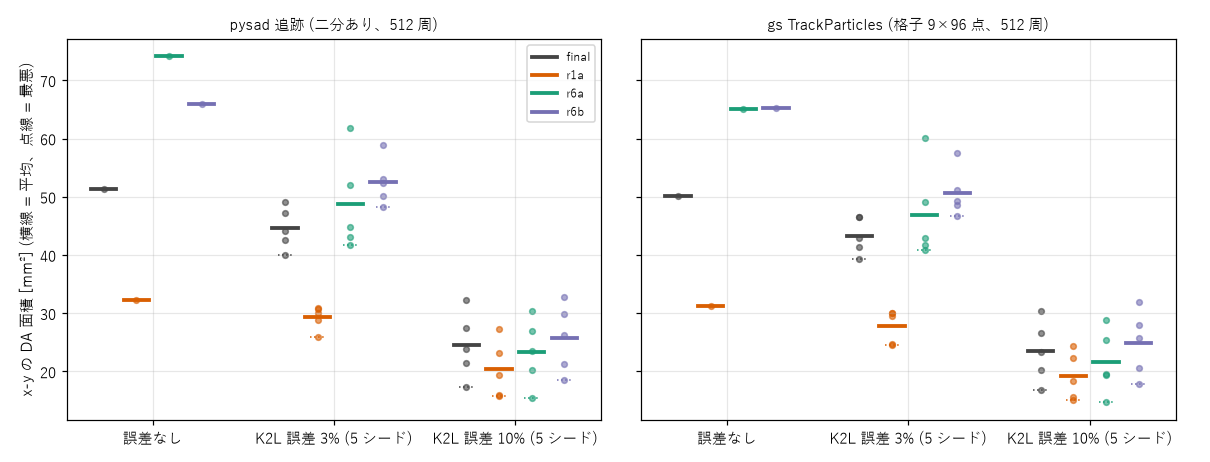 pysad 追跡 (二分あり、512 周)
gs TrackParticles (格子 9×96 点、512 周)
x-y の DA 面積 [mm²] (横線 = 平均、点線 = 最悪)
70
60
50
40
30
20
final
r1a
r6a
r6b
誤差なし
K2L 誤差 3% (5 シード)
K2L 誤差 10% (5 シード)
誤差なし
K2L 誤差 3% (5 シード)
K2L 誤差 10% (5 シード)